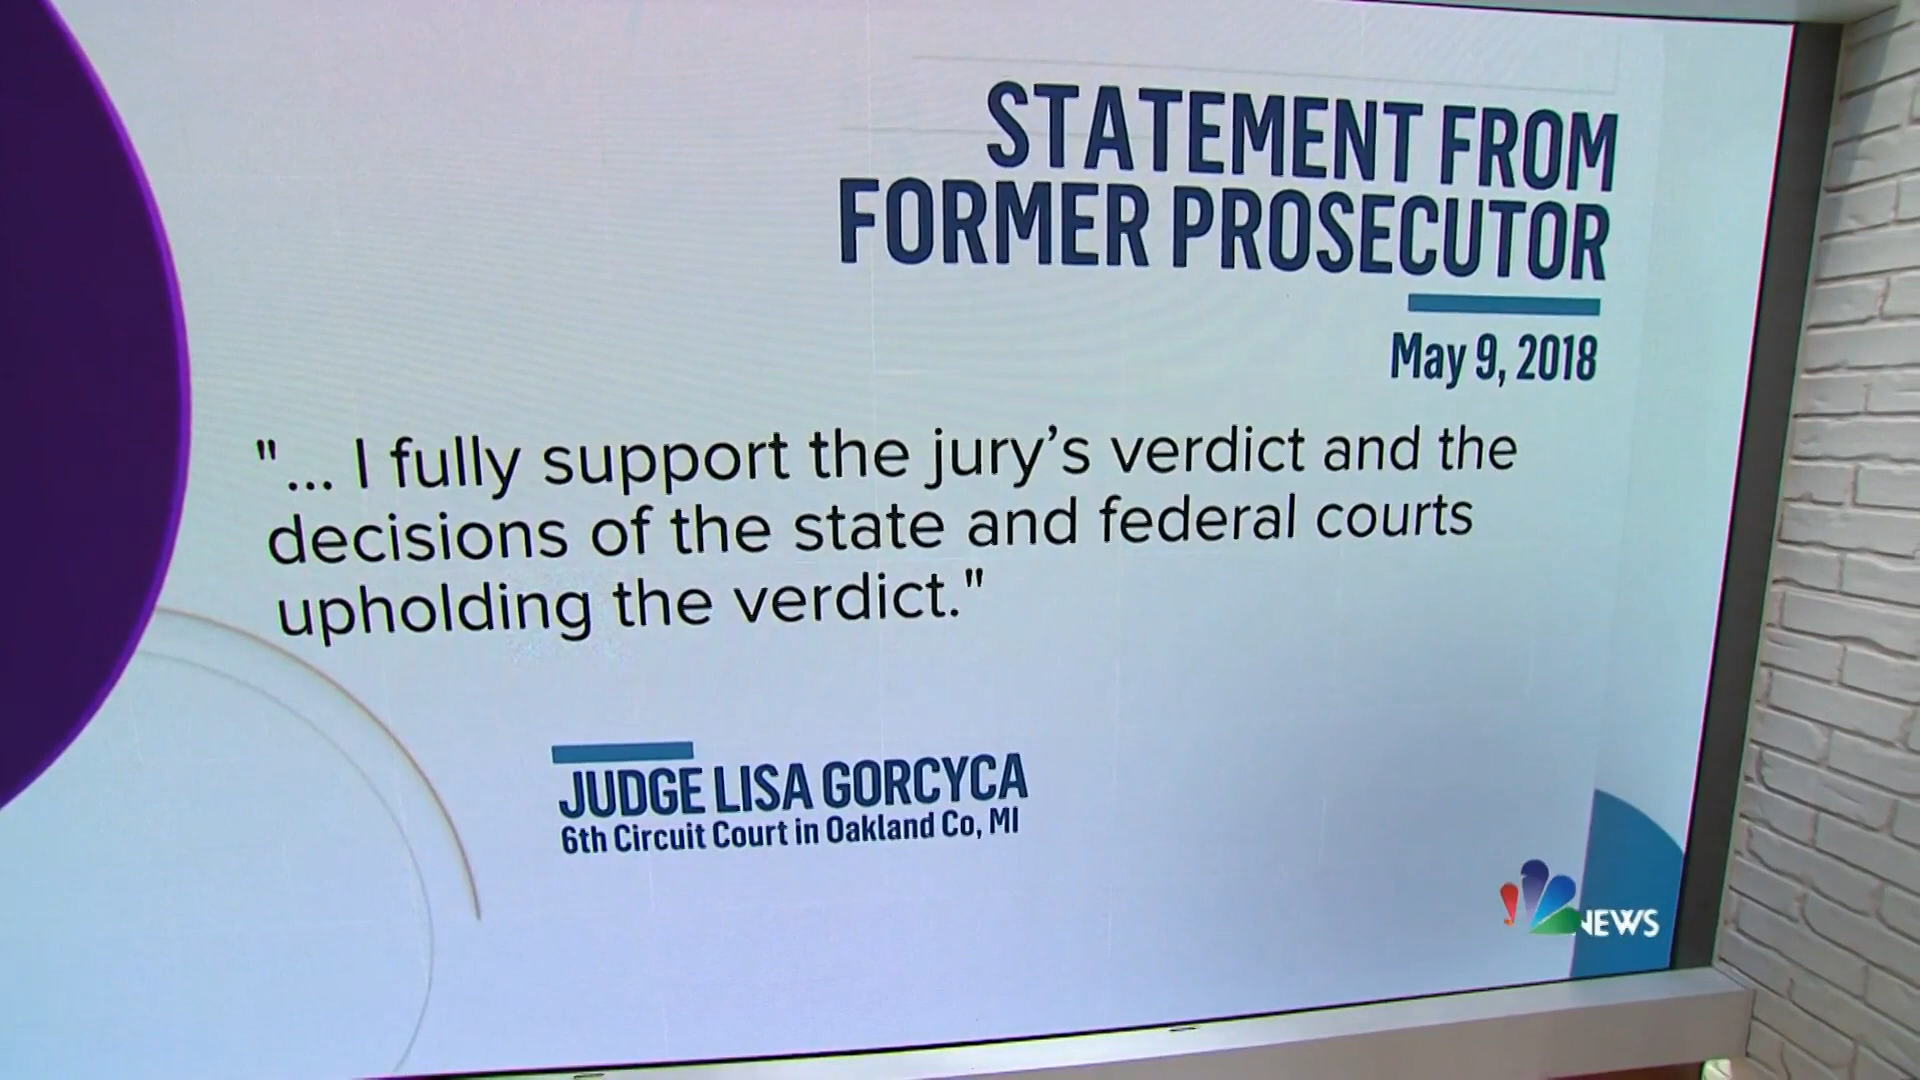 STATEMENT FROM
FORMER PROSECUTOR
May 9, 2018
"... I fully support the jury’s verdict and the
decisions of the state and federal courts
upholding the verdict."
JUDGE LISA GORCYCA
6th Circuit Court in Oakland Co, MI
NEWS